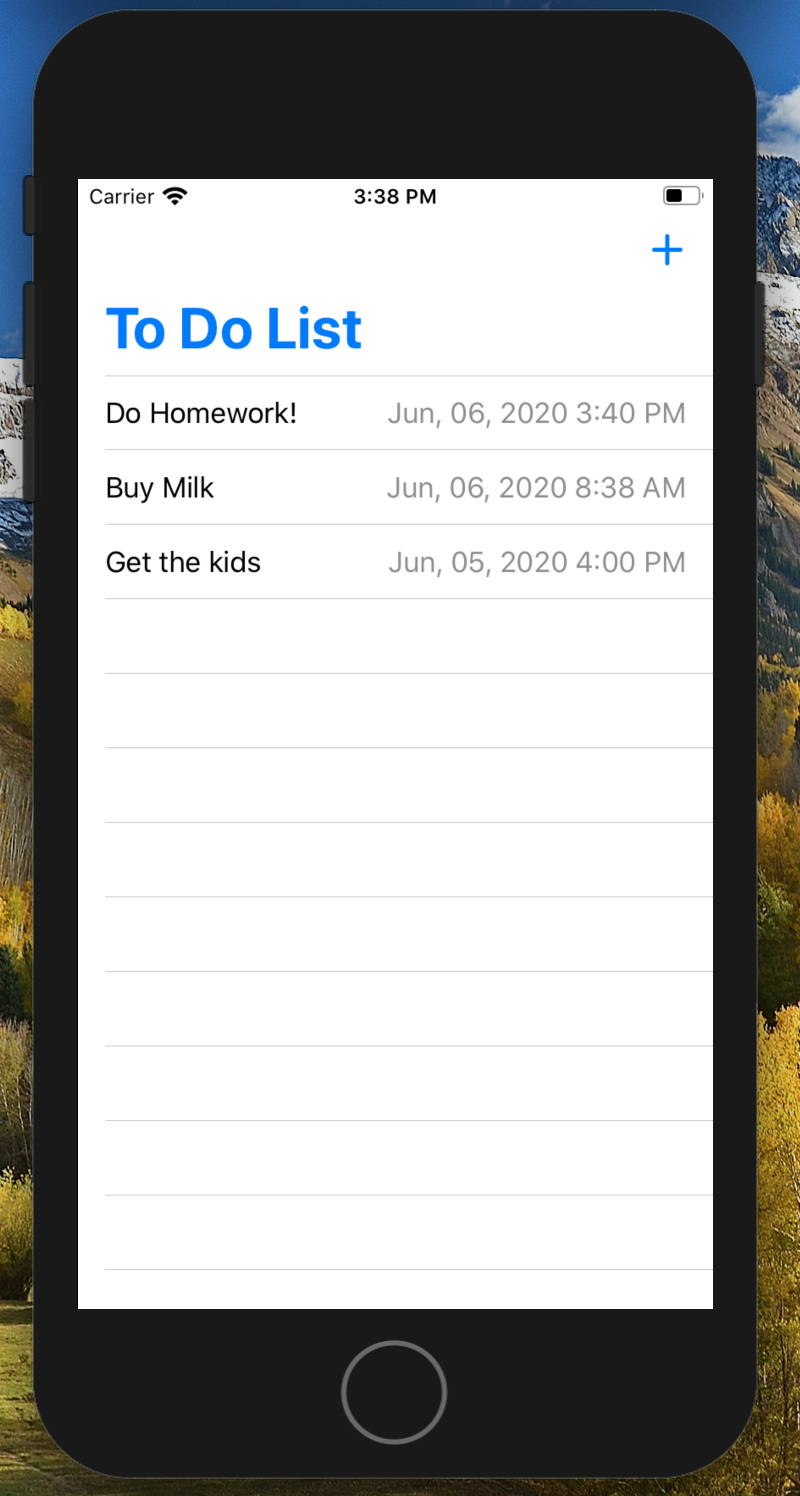 Carrier 3:38 PM
To Do List
Do Homework! Jun, 06, 2020 3:40 PM
Buy Milk Jun, 06, 2020 8:38 AM
Get the kids Jun, 05, 2020 4:00 PM